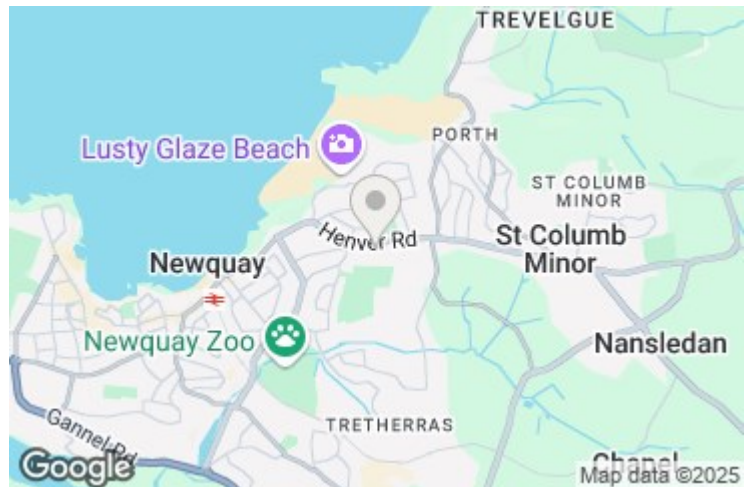 TREVELGUE
Lusty Glaze Beach
PORTH
ST COLUMB
MINOR
Henver Rd
St Columb
Minor
Newquay
Newquay Zoo
Nansledan
Gannel Rd
TRETHERRAS
Chapel
Google
Map data ©2025